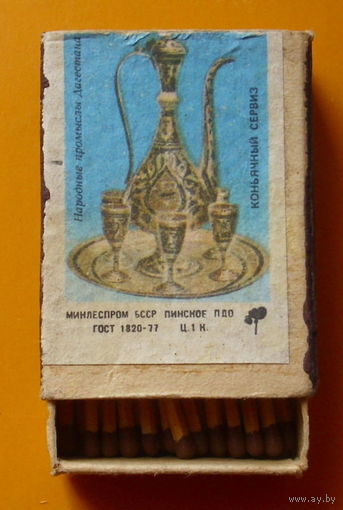 Народные промыслы Дагестана
КОНЬЯЧНЫЙ СЕРВИЗ
МИНЛЕСПРОМ БССР ПИНСКОЕ ПДО
ГОСТ 1820-77 Ц.1 К.
© www.ay.by